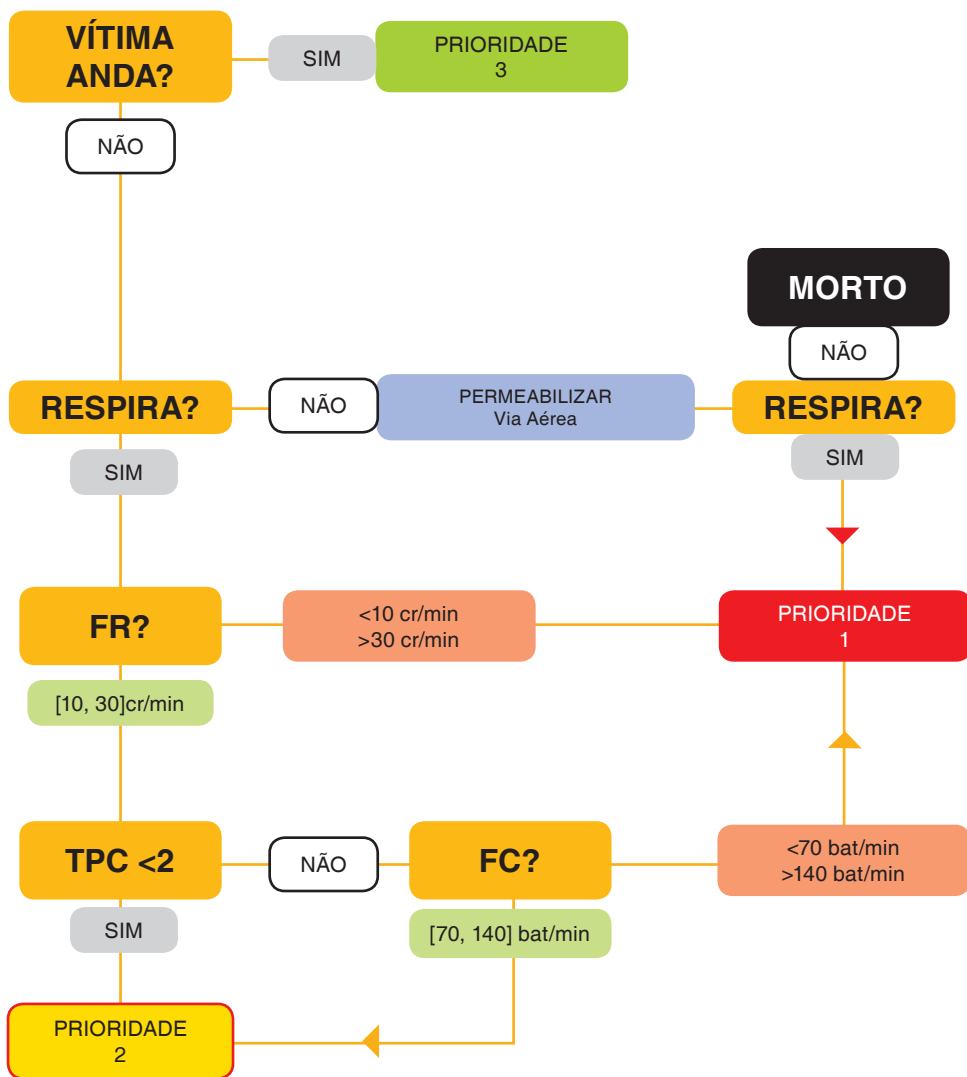 VÍTIMA
ANDA?
SIM
PRIORIDADE
3
NÃO
MORTO
NÃO
RESPIRA?
NÃO
PERMEABILIZAR
Via Aérea
RESPIRA?
SIM
SIM
FR?
<10 cr/min
>30 cr/min
PRIORIDADE
1
[10, 30]cr/min
TPC <2
NÃO
FC?
<70 bat/min
>140 bat/min
SIM
[70, 140] bat/min
PRIORIDADE
2